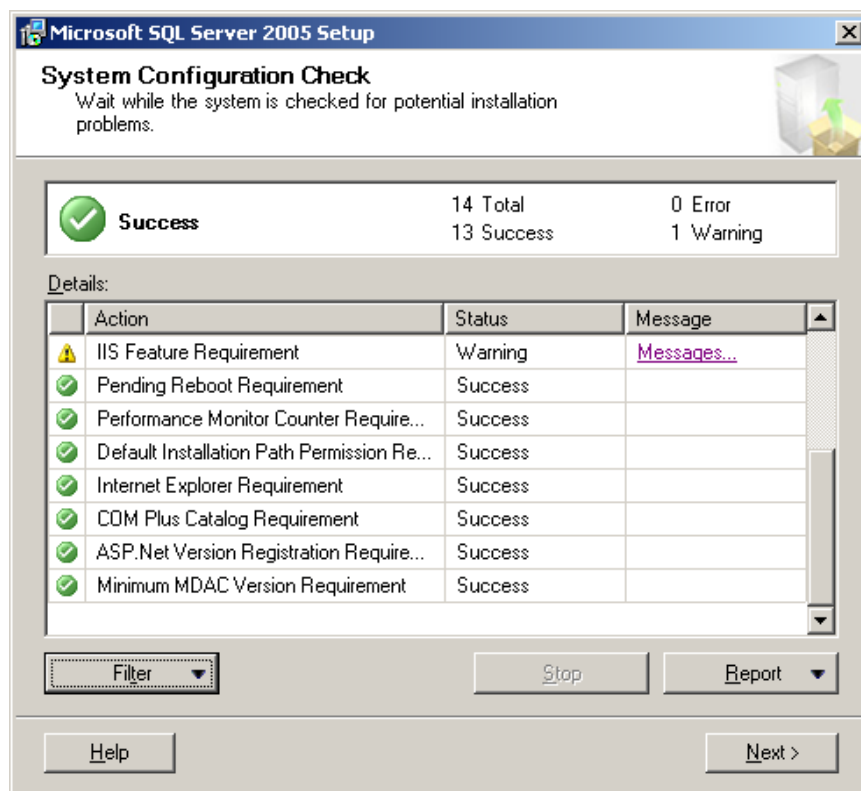 Microsoft SQL Server 2005 Setup
System Configuration Check
Wait while the system is checked for potential installation
problems.
Success 14 Total 0 Error
13 Success 1 Warning
Details:
Action Status Message
IIS Feature Requirement Warning Messages...
Pending Reboot Requirement Success
Performance Monitor Counter Require... Success
Default Installation Path Permission Re... Success
Internet Explorer Requirement Success
COM Plus Catalog Requirement Success
ASP.Net Version Registration Require... Success
Minimum MDAC Version Requirement Success
Filter Stop Report
Help Next >